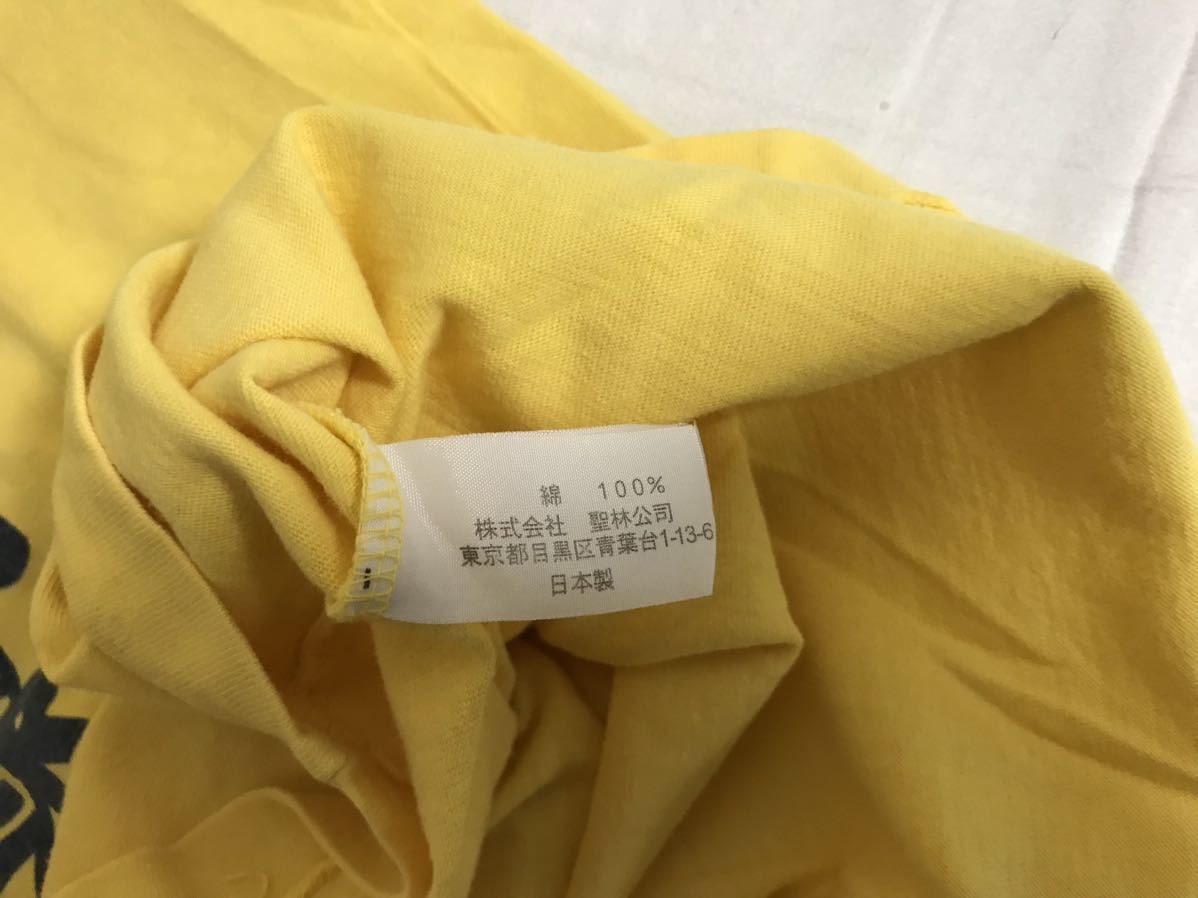 綿　100%
株式会社　聖林公司
東京都目黒区青葉台1-13-6
日本製